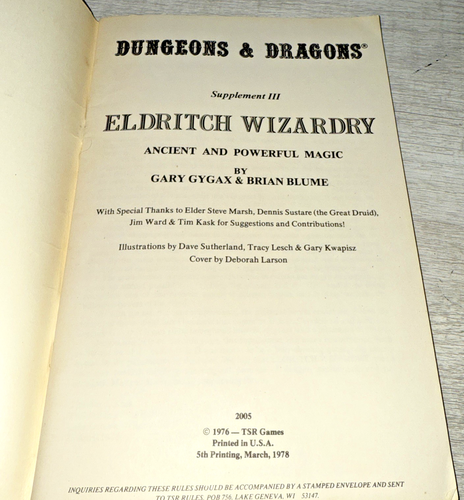 DUNGEONS & DRAGONS®
Supplement III
ELDRITCH WIZARDRY
ANCIENT AND POWERFUL MAGIC
BY
GARY GYGAX & BRIAN BLUME
With Special Thanks to Elder Steve Marsh, Dennis Sustare (the Great Druid),
Jim Ward & Tim Kask for Suggestions and Contributions!
Illustrations by Dave Sutherland, Tracy Lesch & Gary Kwapisz
Cover by Deborah Larson
2005
© 1976 — TSR Games
Printed in U.S.A.
5th Printing, March, 1978
INQUIRIES REGARDING THESE RULES SHOULD BE ACCOMPANIED BY A STAMPED ENVELOPE AND SENT
TO TSR RULES, POB 756, LAKE GENEVA, WI 53147.